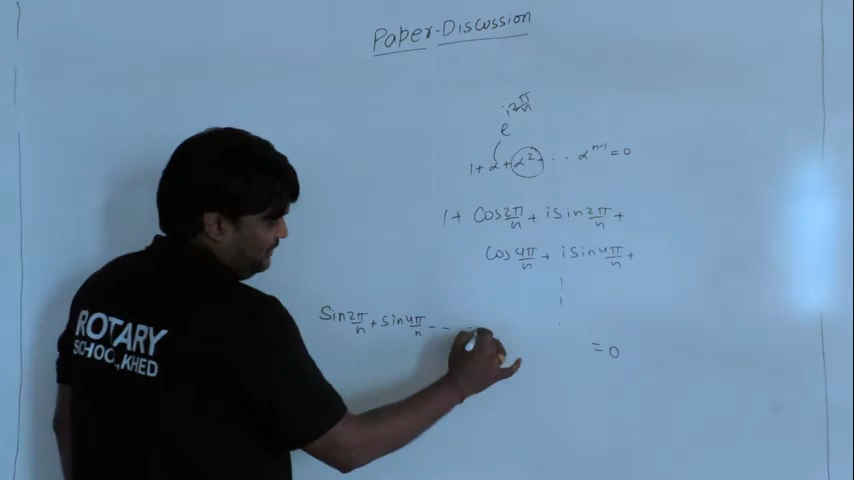 Paper-Discussion
e^{i2π/n}
1 + α + α² + . . α^{n-1} = 0
1 + Cos 2π/n + i Sin 2π/n +
Cos 4π/n + i Sin 4π/n +
Sin 2π/n + Sin 4π/n - - -
= 0
ROTARY
SCHOOL, KHED